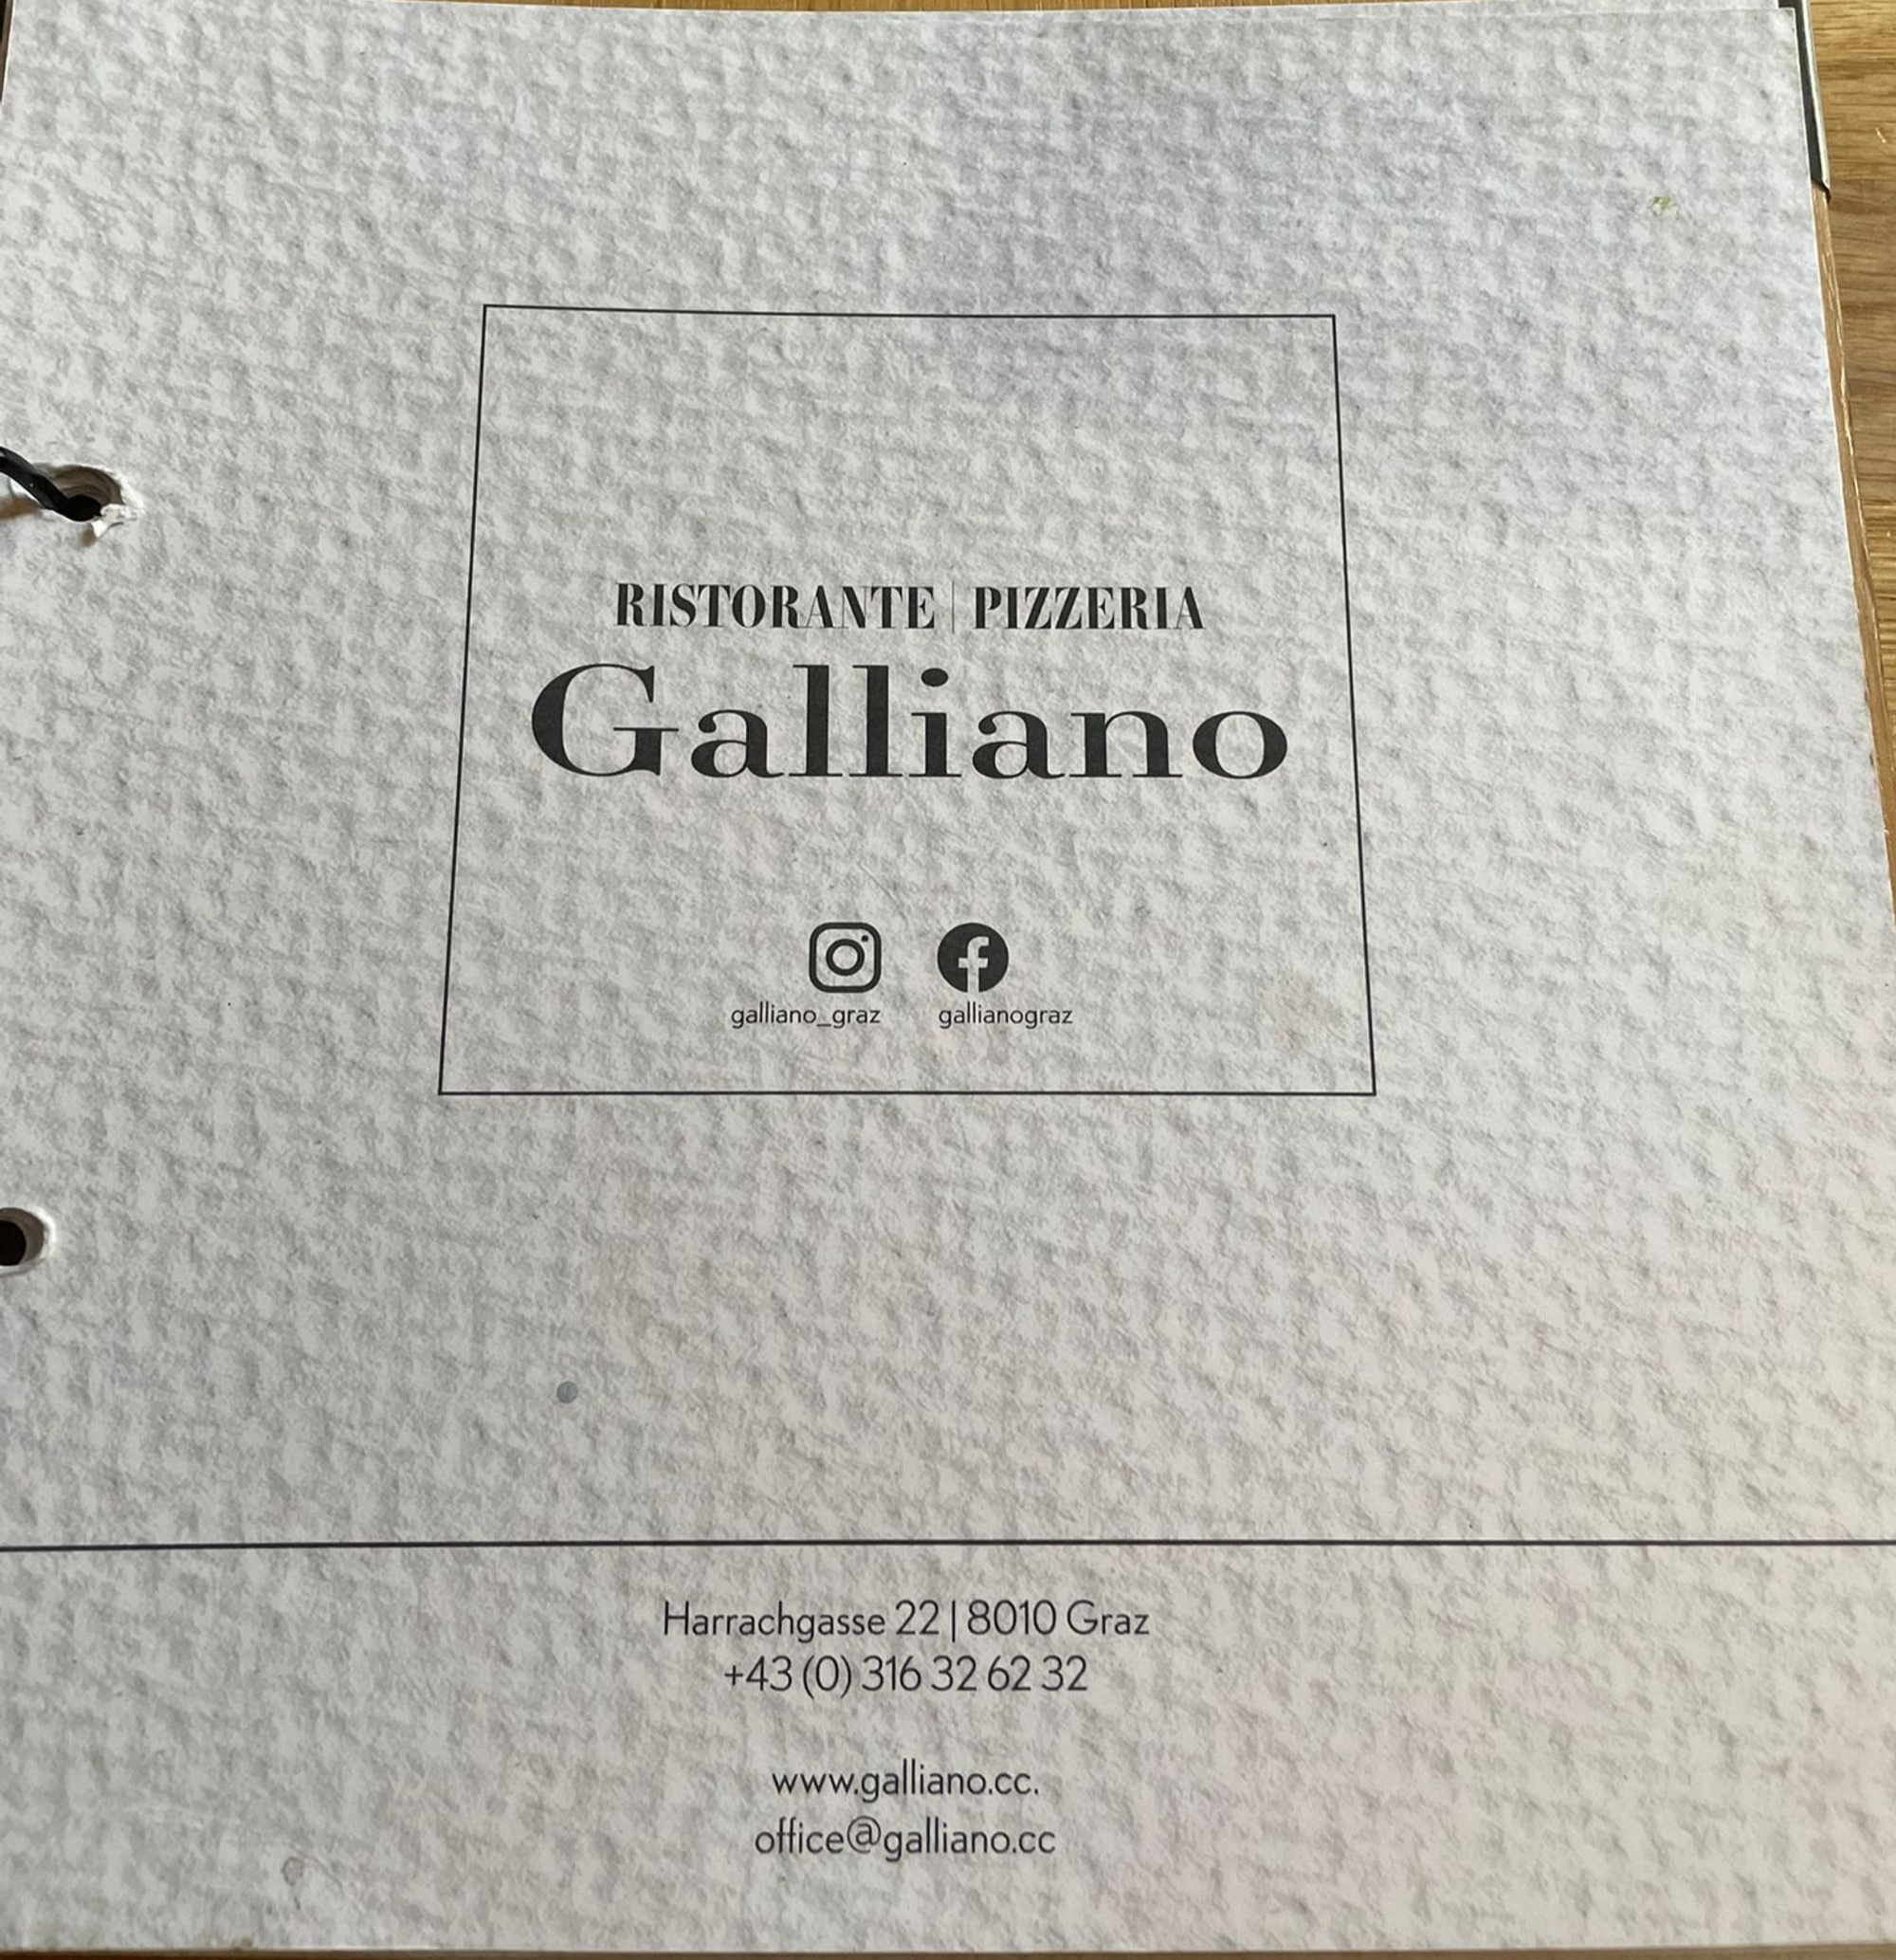 RISTORANTE | PIZZERIA
Galliano
galliano_graz gallianograz
Harrachgasse 22 | 8010 Graz
+43 (0) 316 32 62 32
www.galliano.cc.
office@galliano.cc